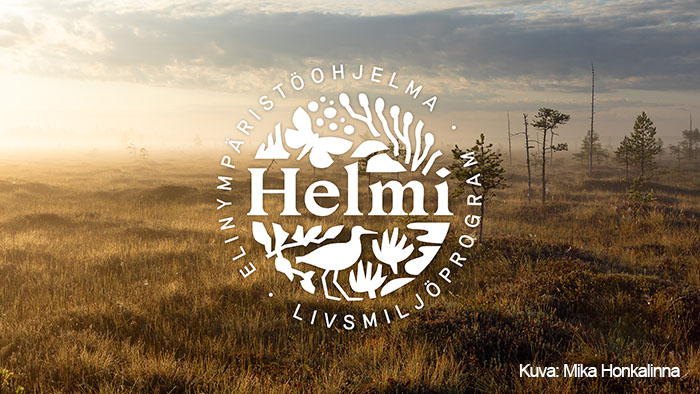 ELINYMPÄRISTÖOHJELMA
Helmi
LIVSMILJÖPROGRAM
Kuva: Mika Honkalinna